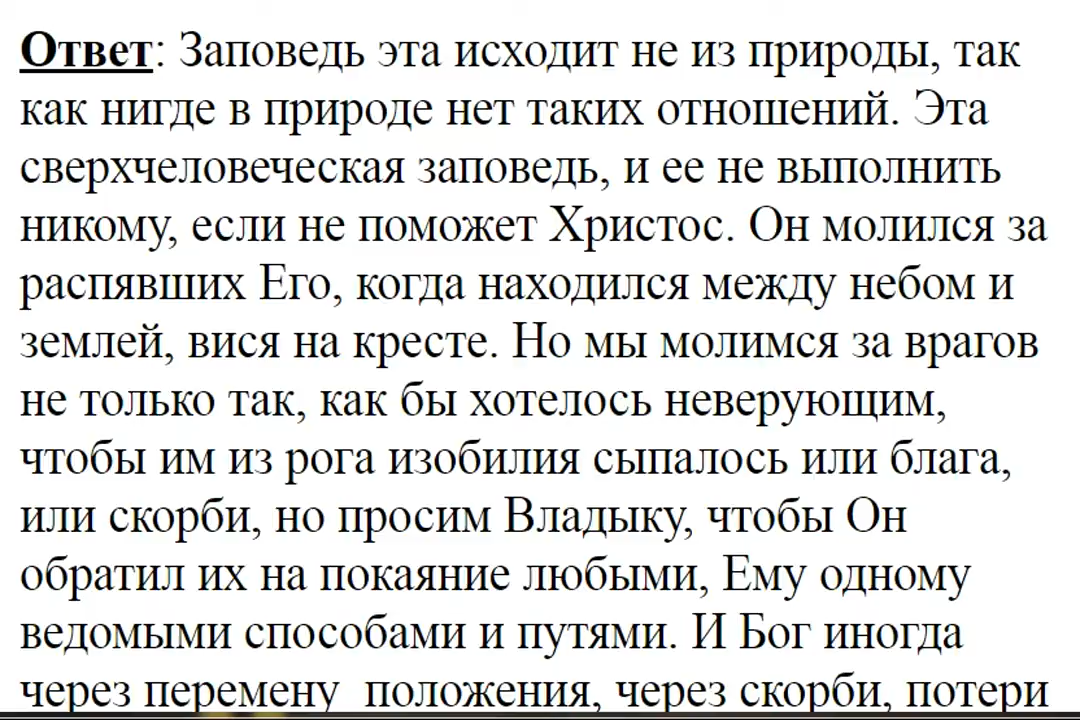 Ответ: Заповедь эта исходит не из природы, так
как нигде в природе нет таких отношений. Эта
сверхчеловеческая заповедь, и ее не выполнить
никому, если не поможет Христос. Он молился за
распявших Его, когда находился между небом и
землей, вися на кресте. Но мы молимся за врагов
не только так, как бы хотелось неверующим,
чтобы им из рога изобилия сыпалось или блага,
или скорби, но просим Владыку, чтобы Он
обратил их на покаяние любыми, Ему одному
ведомыми способами и путями. И Бог иногда
через перемену  положения, через скорби, потери